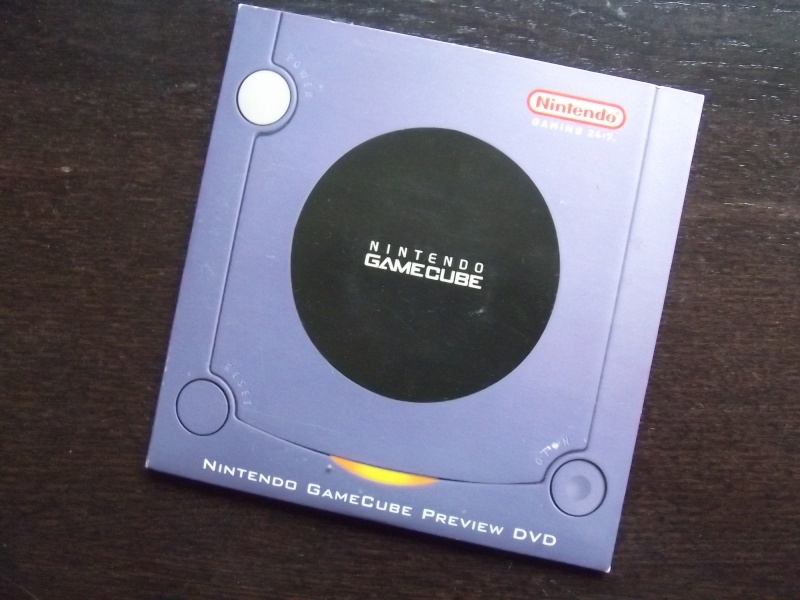 POWER
Nintendo®
GAMING 24:7.
NINTENDO
GAMECUBE
RESET
OPEN
NINTENDO GAMECUBE PREVIEW DVD